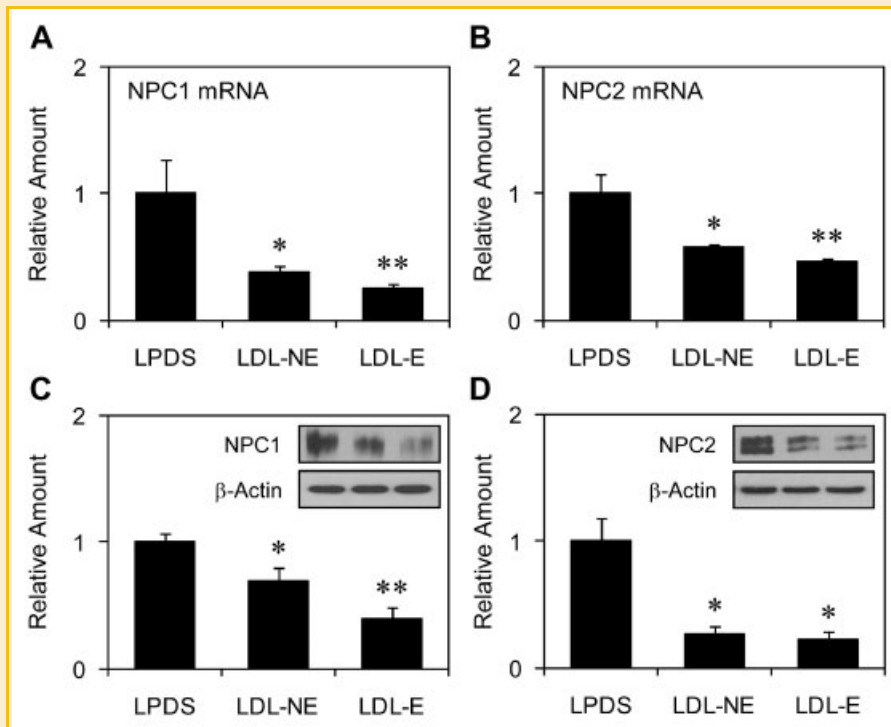 A
2
NPC1 mRNA
Relative Amount
1
*
**
0
LPDS LDL-NE LDL-E
B
2
NPC2 mRNA
Relative Amount
1
*
**
0
LPDS LDL-NE LDL-E
C
2
NPC1
β-Actin
Relative Amount
1
*
**
0
LPDS LDL-NE LDL-E
D
2
NPC2
β-Actin
Relative Amount
1
*
*
0
LPDS LDL-NE LDL-E